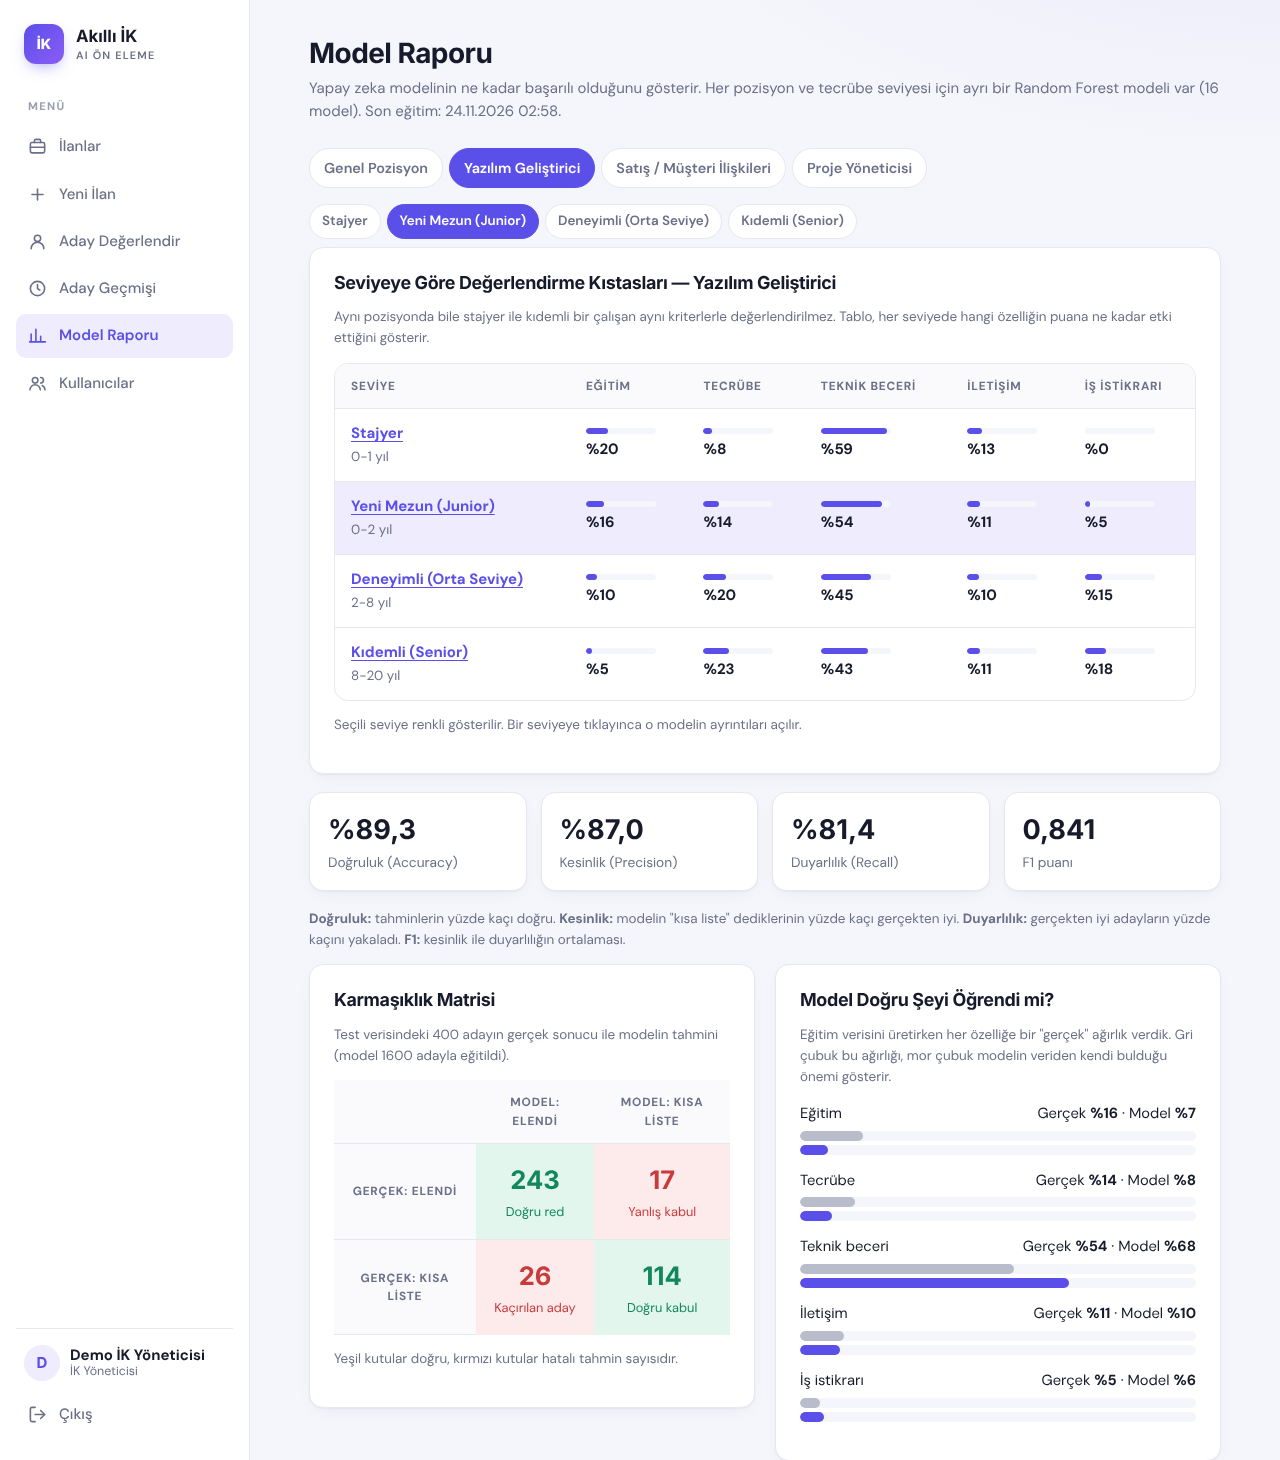 İK
Akıllı İK
AI ÖN ELEME
MENÜ
İlanlar
Yeni İlan
Aday Değerlendir
Aday Geçmişi
Model Raporu
Kullanıcılar
Demo İK Yöneticisi
D
İK Yöneticisi
Çıkış
Model Raporu
Yapay zeka modelinin ne kadar başarılı olduğunu gösterir. Her pozisyon ve tecrübe seviyesi için ayrı bir Random Forest modeli var (16
model). Son eğitim: 24.11.2026 02:58.
Genel Pozisyon Yazılım Geliştirici Satış / Müşteri İlişkileri Proje Yöneticisi
Stajyer Yeni Mezun (Junior) Deneyimli (Orta Seviye) Kıdemli (Senior)
Seviyeye Göre Değerlendirme Kıstasları — Yazılım Geliştirici
Aynı pozisyonda bile stajyer ile kıdemli bir çalışan aynı kriterlerle değerlendirilmez. Tablo, her seviyede hangi özelliğin puana ne kadar etki
ettiğini gösterir.
SEVİYE EĞİTİM TECRÜBE TEKNİK BECERİ İLETİŞİM İŞ İSTİKRARI
Stajyer
0-1 yıl
%20 %8 %59 %13 %0
Yeni Mezun (Junior)
0-2 yıl
%16 %14 %54 %11 %5
Deneyimli (Orta Seviye)
2-8 yıl
%10 %20 %45 %10 %15
Kıdemli (Senior)
8-20 yıl
%5 %23 %43 %11 %18
Seçili seviye renkli gösterilir. Bir seviyeye tıklayınca o modelin ayrıntıları açılır.
%89,3
Doğruluk (Accuracy)
%87,0
Kesinlik (Precision)
%81,4
Duyarlılık (Recall)
0,841
F1 puanı
Doğruluk: tahminlerin yüzde kaçı doğru. Kesinlik: modelin "kısa liste" dediklerinin yüzde kaçı gerçekten iyi. Duyarlılık: gerçekten iyi adayların yüzde
kaçını yakaladı. F1: kesinlik ile duyarlılığın ortalaması.
Karmaşıklık Matrisi
Test verisindeki 400 adayın gerçek sonucu ile modelin tahmini
(model 1600 adayla eğitildi).
MODEL:
ELENDİ
MODEL: KISA
LİSTE
GERÇEK: ELENDİ
243
Doğru red
17
Yanlış kabul
GERÇEK: KISA
LİSTE
26
Kaçırılan aday
114
Doğru kabul
Yeşil kutular doğru, kırmızı kutular hatalı tahmin sayısıdır.
Model Doğru Şeyi Öğrendi mi?
Eğitim verisini üretirken her özelliğe bir "gerçek" ağırlık verdik. Gri
çubuk bu ağırlığı, mor çubuk modelin veriden kendi bulduğu
önemi gösterir.
Eğitim Gerçek %16 · Model %7
Tecrübe Gerçek %14 · Model %8
Teknik beceri Gerçek %54 · Model %68
İletişim Gerçek %11 · Model %10
İş istikrarı Gerçek %5 · Model %6